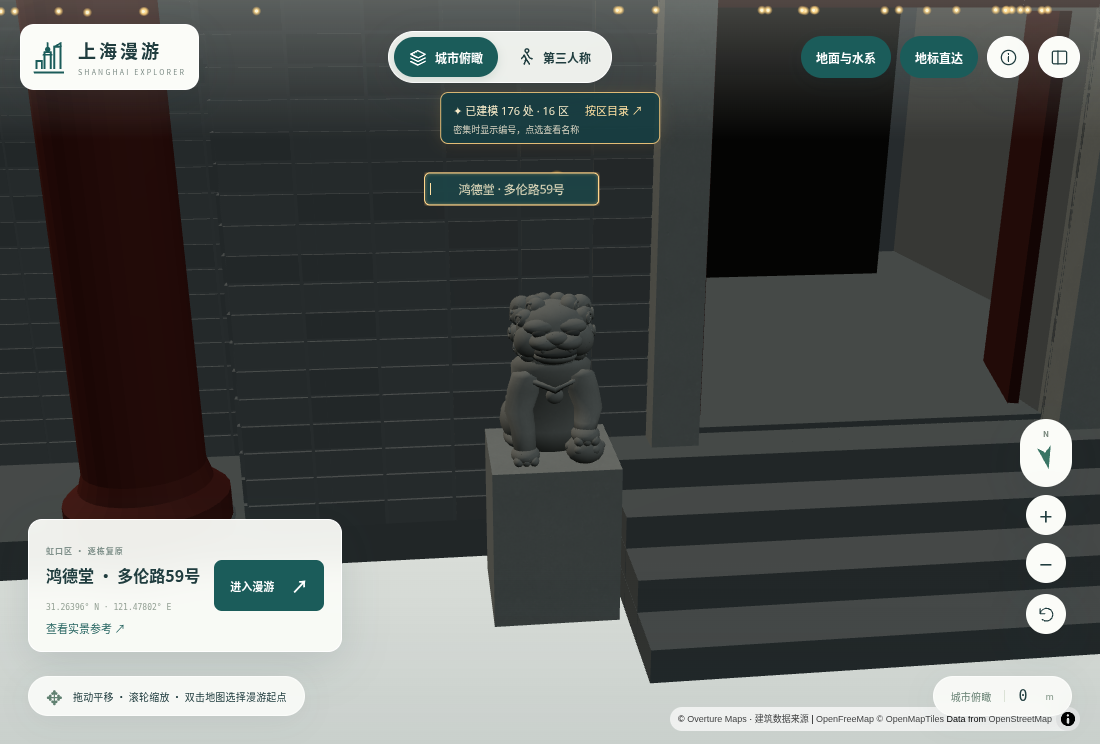 上海漫游
SHANGHAI EXPLORER
城市俯瞰
第三人称
地面与水系
地标直达
✦ 已建模 176 处 · 16 区 按区目录 ↗
密集时显示编号，点选查看名称
鸿德堂 · 多伦路59号
N
虹口区 · 逐栋复原
鸿德堂 · 多伦路59号
进入漫游 ↗
31.26396° N · 121.47802° E
查看实景参考 ↗
拖动平移 · 滚轮缩放 · 双击地图选择漫游起点
城市俯瞰 0 m
© Overture Maps · 建筑数据来源 | OpenFreeMap © OpenMapTiles Data from OpenStreetMap